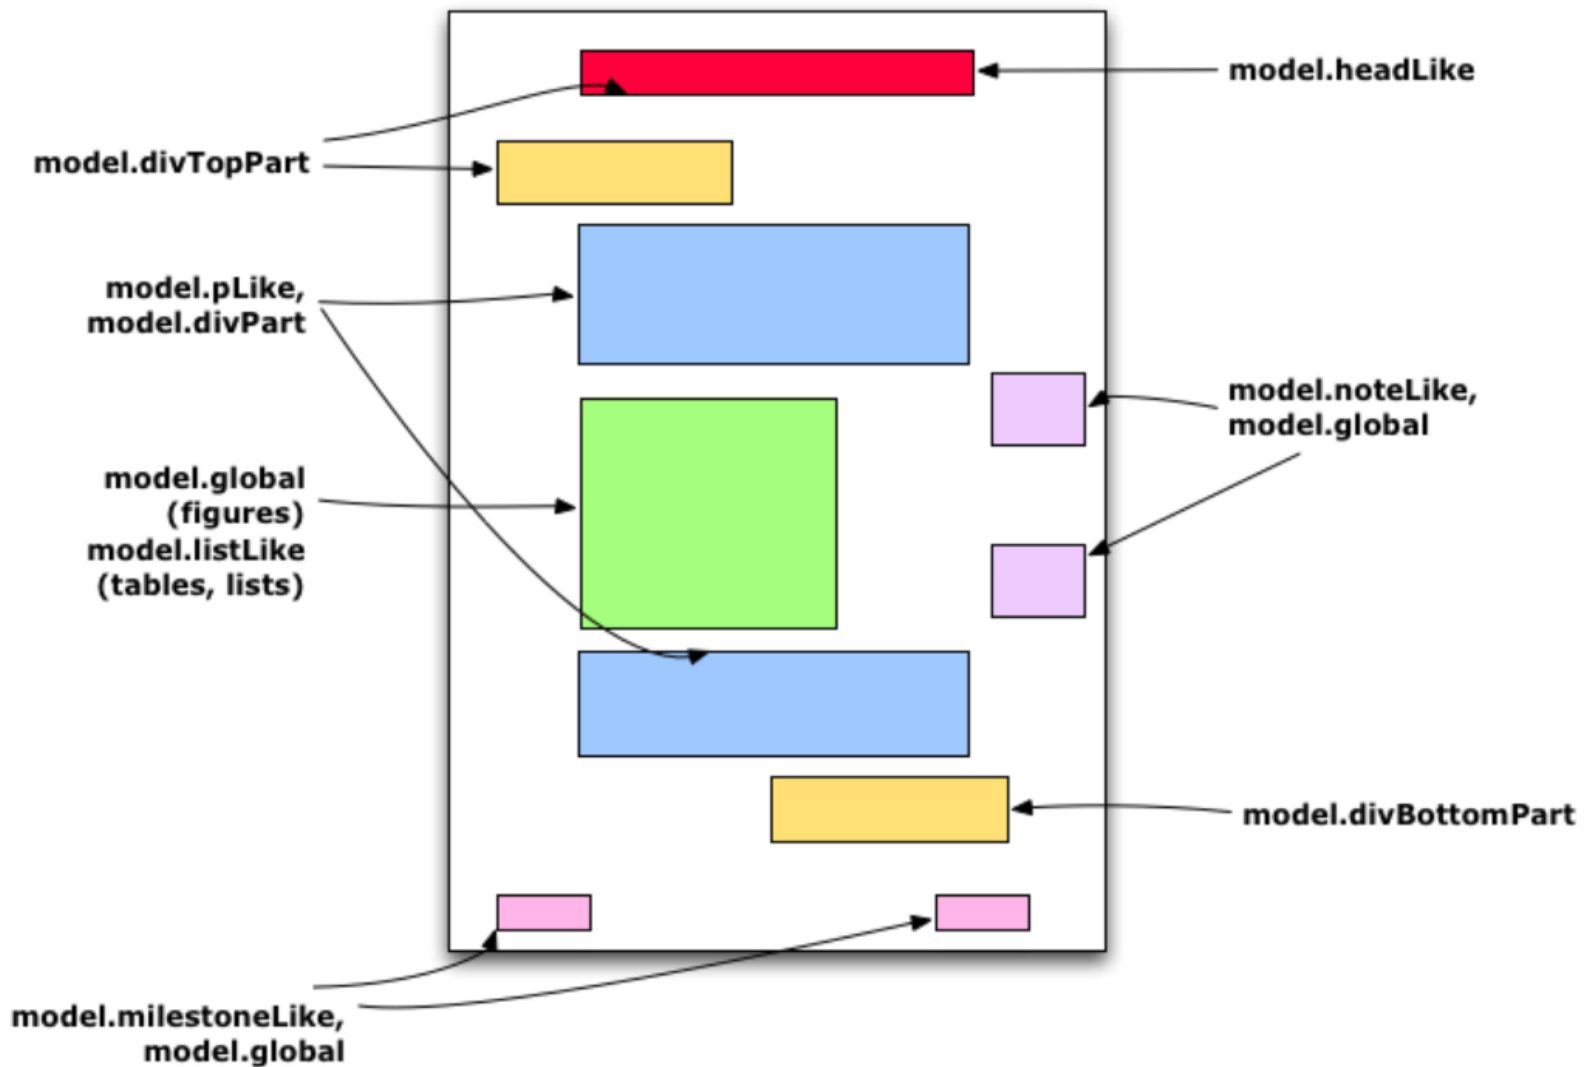 model.headLike
model.divTopPart
model.pLike,
model.divPart
model.noteLike,
model.global
model.global
(figures)
model.listLike
(tables, lists)
model.divBottomPart
model.milestoneLike,
model.global